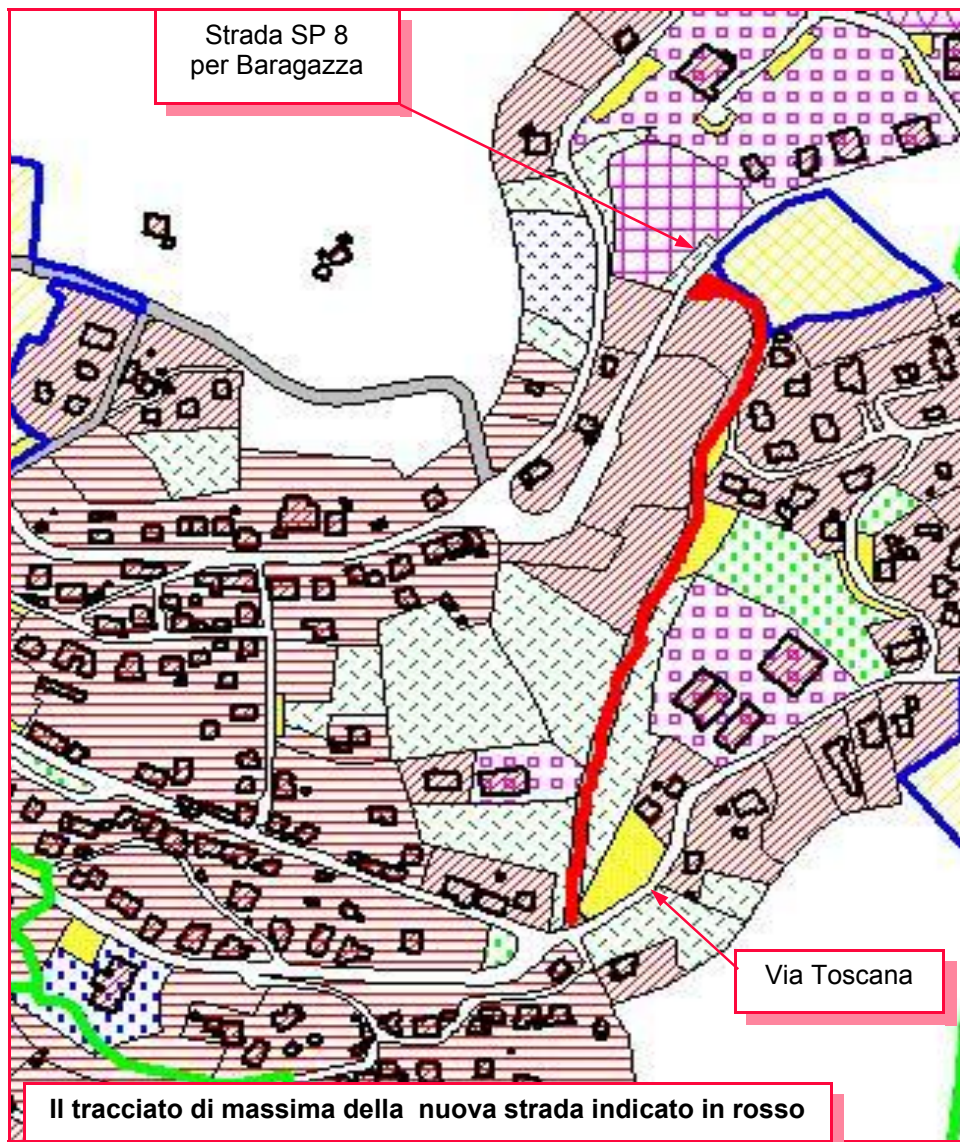 Strada SP 8
per Baragazza
Via Toscana
Il tracciato di massima della nuova strada indicato in rosso